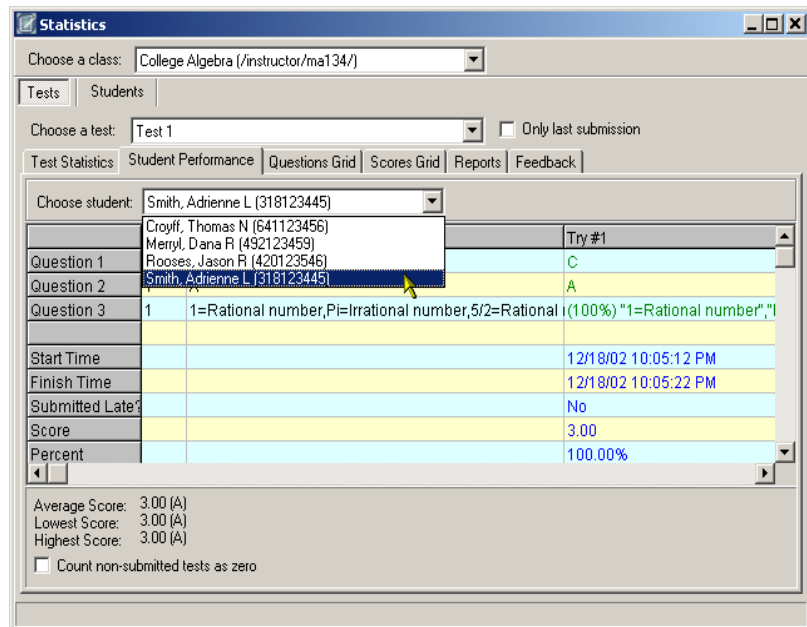 Statistics
Choose a class: College Algebra (/instructor/ma134/)
Tests Students
Choose a test: Test 1 Only last submission
Test Statistics Student Performance Questions Grid Scores Grid Reports Feedback
Choose student: Smith, Adrienne L (318123445)
Croyff, Thomas N (641123456)
Merryl, Dana R (492123459)
Rooses, Jason R (420123546)
Smith, Adrienne L (318123445)
Try #1
Question 1 C
Question 2 A
Question 3 1 1=Rational number,Pi=Irrational number,5/2=Rational (100%) "1=Rational number","
Start Time 12/18/02 10:05:12 PM
Finish Time 12/18/02 10:05:22 PM
Submitted Late? No
Score 3.00
Percent 100.00%
Average Score: 3.00 (A)
Lowest Score: 3.00 (A)
Highest Score: 3.00 (A)
Count non-submitted tests as zero